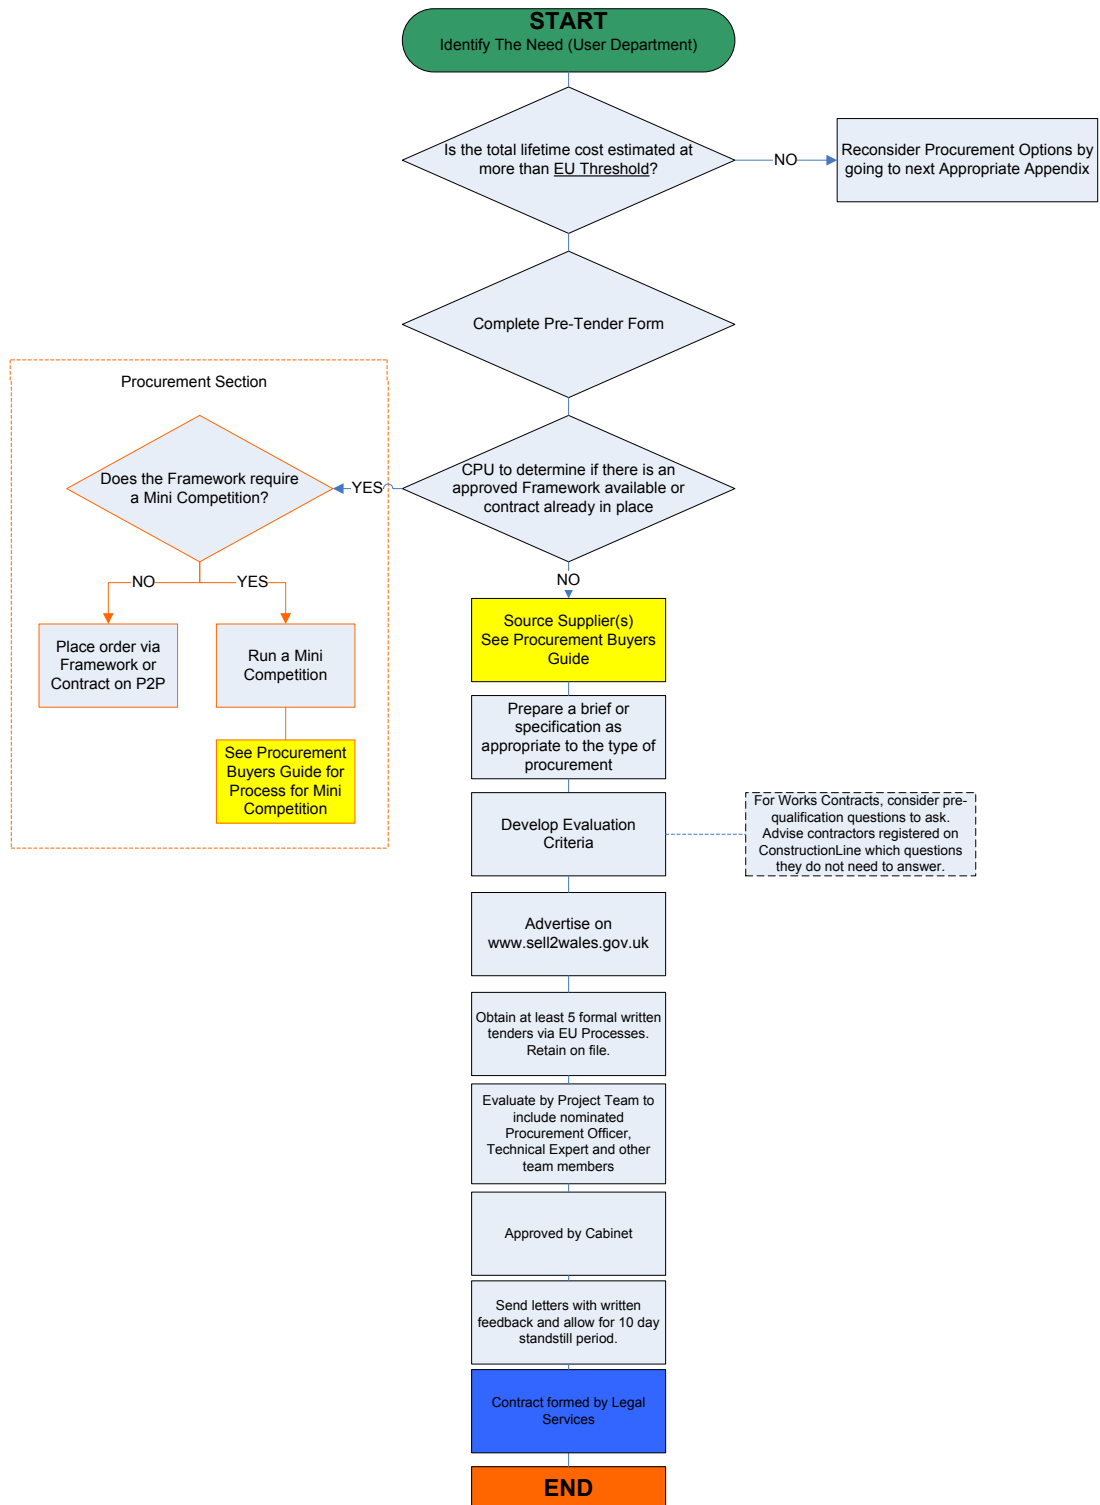 START
Identify The Need (User Department)
Is the total lifetime cost estimated at
more than EU Threshold?
NO
Reconsider Procurement Options by
going to next Appropriate Appendix
Complete Pre-Tender Form
Procurement Section
Does the Framework require
a Mini Competition?
YES
CPU to determine if there is an
approved Framework available or
contract already in place
NO
YES
NO
Place order via
Framework or
Contract on P2P
Run a Mini
Competition
See Procurement
Buyers Guide for
Process for Mini
Competition
Source Supplier(s)
See Procurement Buyers
Guide
Prepare a brief or
specification as
appropriate to the type of
procurement
Develop Evaluation
Criteria
For Works Contracts, consider pre-
qualification questions to ask.
Advise contractors registered on
ConstructionLine which questions
they do not need to answer.
Advertise on
www.sell2wales.gov.uk
Obtain at least 5 formal written
tenders via EU Processes.
Retain on file.
Evaluate by Project Team to
include nominated
Procurement Officer,
Technical Expert and other
team members
Approved by Cabinet
Send letters with written
feedback and allow for 10 day
standstill period.
Contract formed by Legal
Services
END